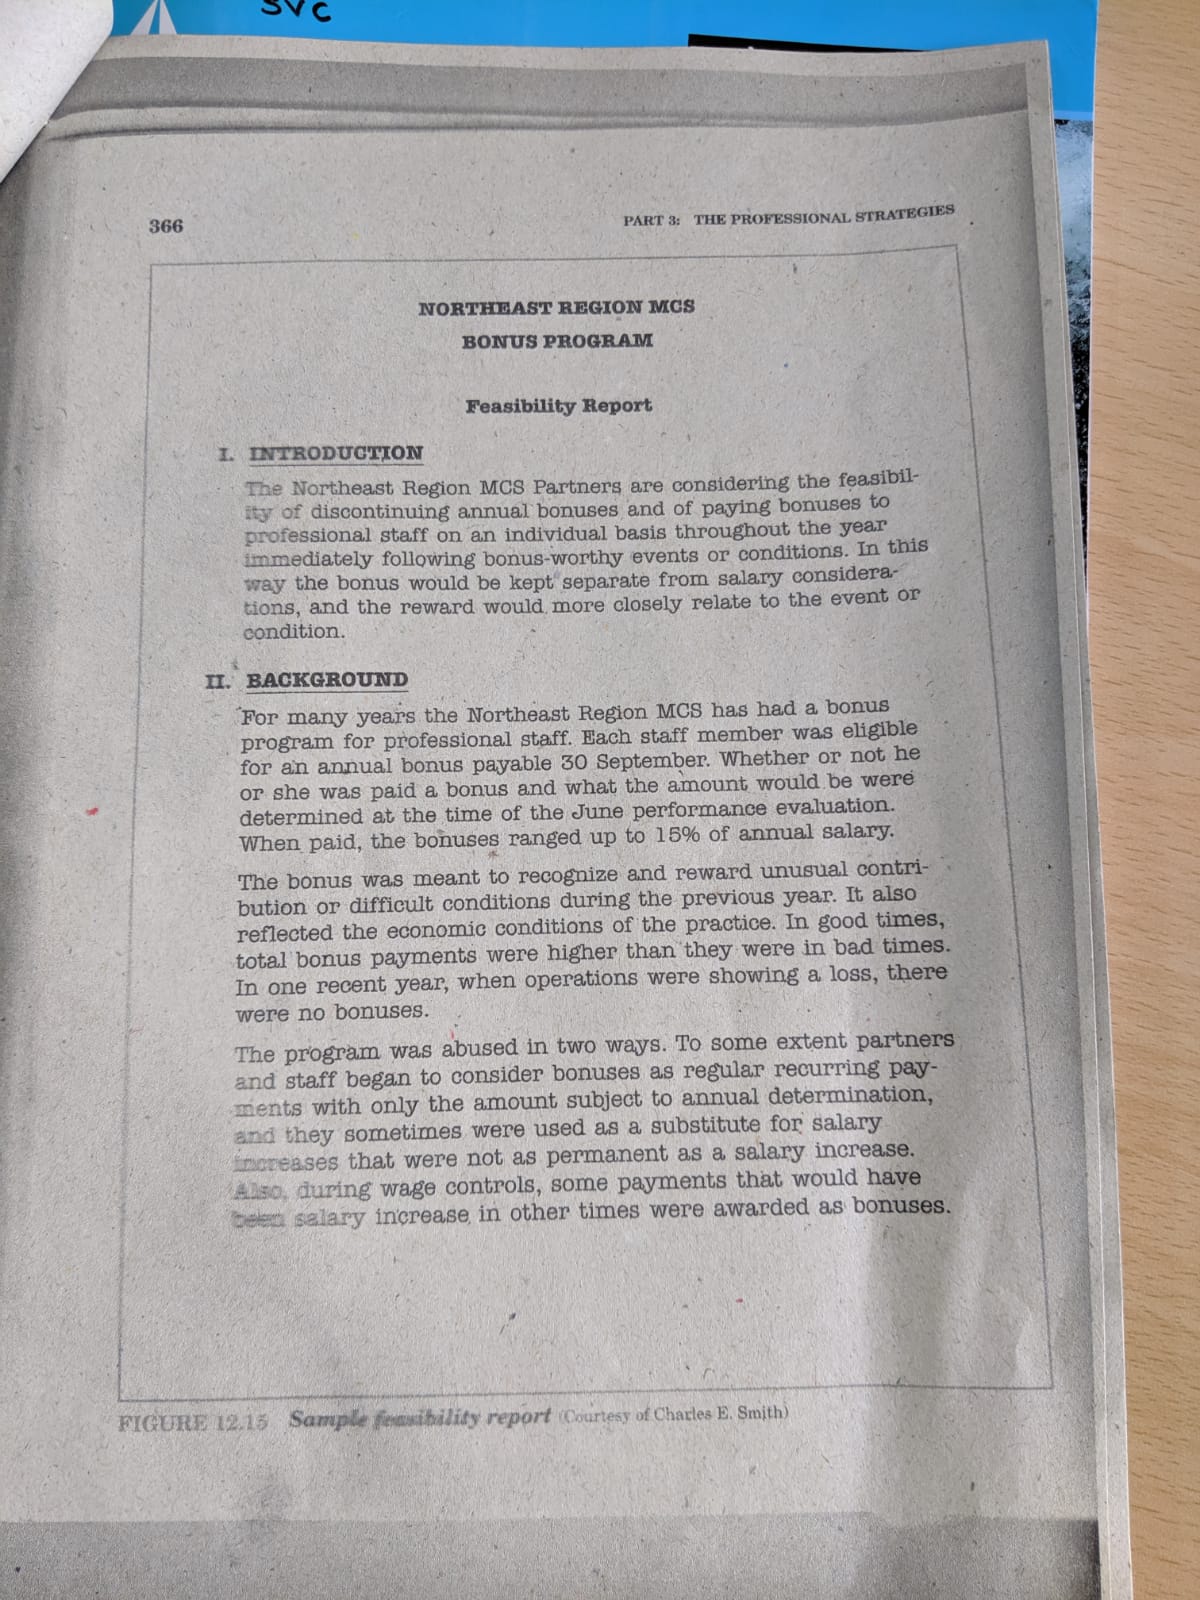 SVC
366
PART 3: THE PROFESSIONAL STRATEGIES
NORTHEAST REGION MCS
BONUS PROGRAM
Feasibility Report
I. INTRODUCTION
The Northeast Region MCS Partners are considering the feasibil-
ity of discontinuing annual bonuses and of paying bonuses to
professional staff on an individual basis throughout the year
immediately following bonus-worthy events or conditions. In this
way the bonus would be kept separate from salary considera-
tions, and the reward would more closely relate to the event or
condition.
II. BACKGROUND
For many years the Northeast Region MCS has had a bonus
program for professional staff. Each staff member was eligible
for an annual bonus payable 30 September. Whether or not he
or she was paid a bonus and what the amount would be were
determined at the time of the June performance evaluation.
When paid, the bonuses ranged up to 15% of annual salary.
The bonus was meant to recognize and reward unusual contri-
bution or difficult conditions during the previous year. It also
reflected the economic conditions of the practice. In good times,
total bonus payments were higher than they were in bad times.
In one recent year, when operations were showing a loss, there
were no bonuses.
The program was abused in two ways. To some extent partners
and staff began to consider bonuses as regular recurring pay-
ments with only the amount subject to annual determination,
and they sometimes were used as a substitute for salary
increases that were not as permanent as a salary increase.
Also, during wage controls, some payments that would have
been salary increase in other times were awarded as bonuses.
FIGURE 12.15 Sample feasibility report (Courtesy of Charles E. Smith)